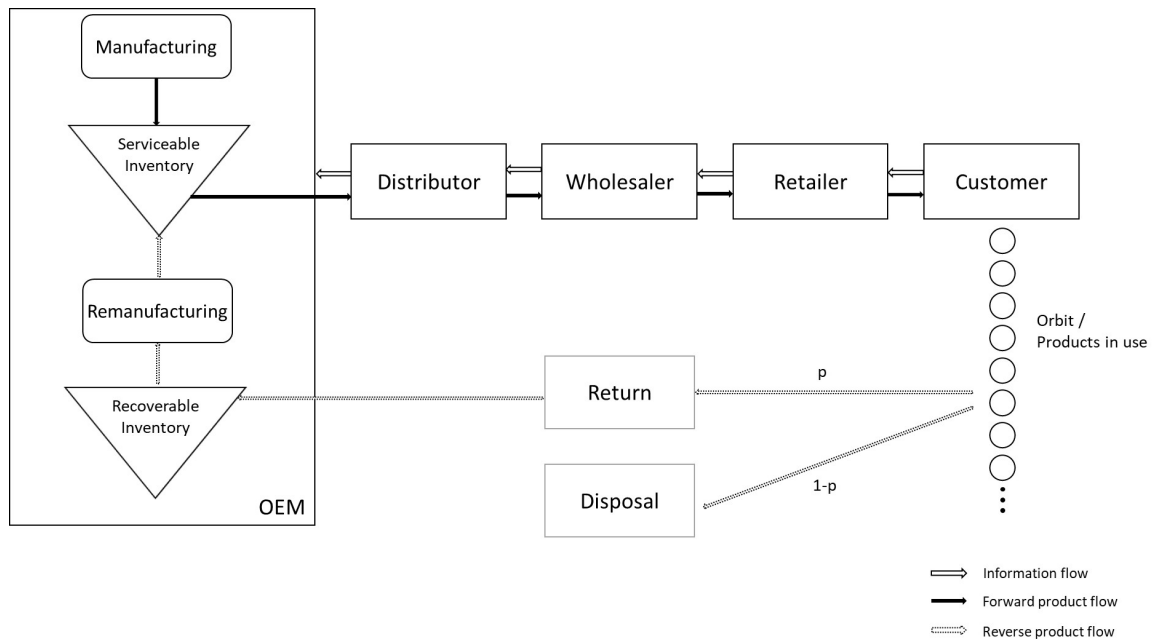 Manufacturing
Serviceable
Inventory
Distributor
Wholesaler
Retailer
Customer
Remanufacturing
Orbit /
Products in use
Recoverable
Inventory
Return
p
Disposal
1-p
OEM
Information flow
Forward product flow
Reverse product flow